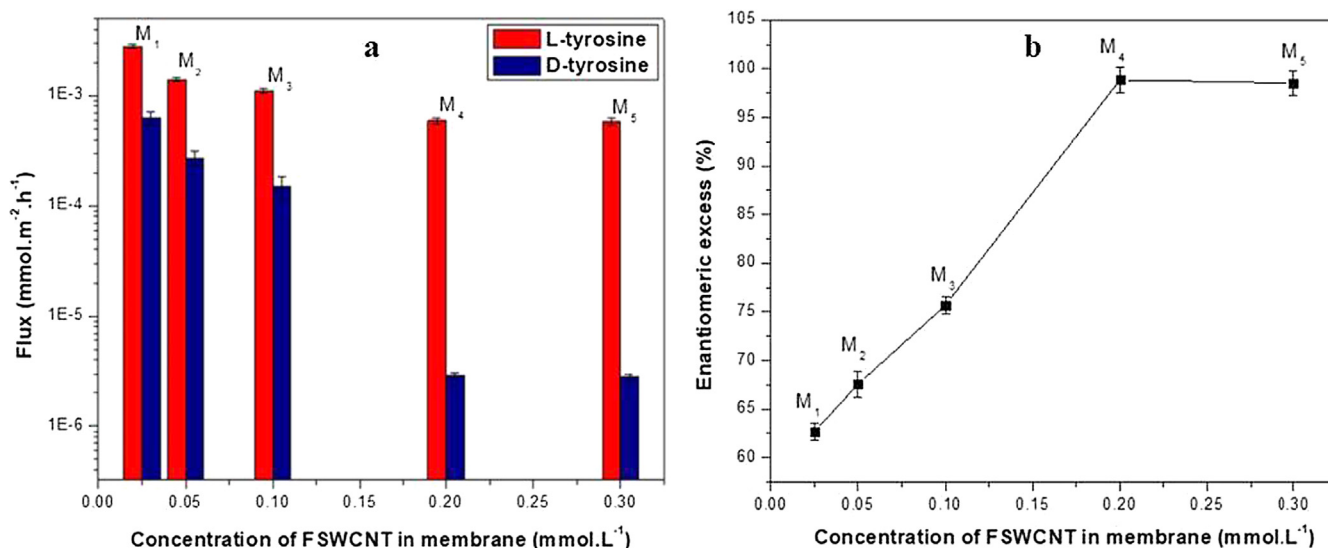 a
L-tyrosine
D-tyrosine
M₁
M₂
M₃
M₄
M₅
Flux (mmol.m⁻².h⁻¹)
1E-3
1E-4
1E-5
1E-6
0.00 0.05 0.10 0.15 0.20 0.25 0.30
Concentration of FSWCNT in membrane (mmol.L⁻¹)
b
Enantiomeric excess (%)
105
100
95
90
85
80
75
70
65
60
M₁
M₂
M₃
M₄
M₅
0.00 0.05 0.10 0.15 0.20 0.25 0.30
Concentration of FSWCNT in membrane (mmol.L⁻¹)